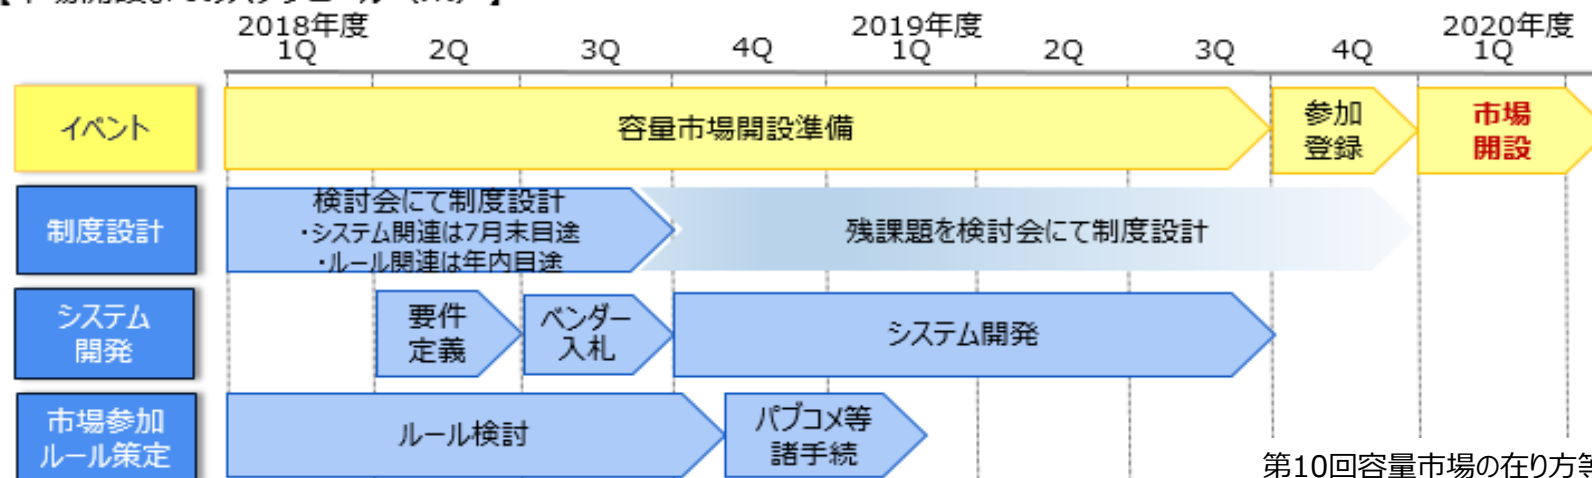 2018年度 2019年度 2020年度
1Q 2Q 3Q 4Q 1Q 2Q 3Q 4Q 1Q
イベント
容量市場開設準備
参加
登録
市場
開設
制度設計
検討会にて制度設計
・システム関連は7月末目途
・ルール関連は年内目途
残課題を検討会にて制度設計
システム
開発
要件
定義
ベンダー
入札
システム開発
市場参加
ルール策定
ルール検討
パブコメ等
諸手続
第10回容量市場の在り方等